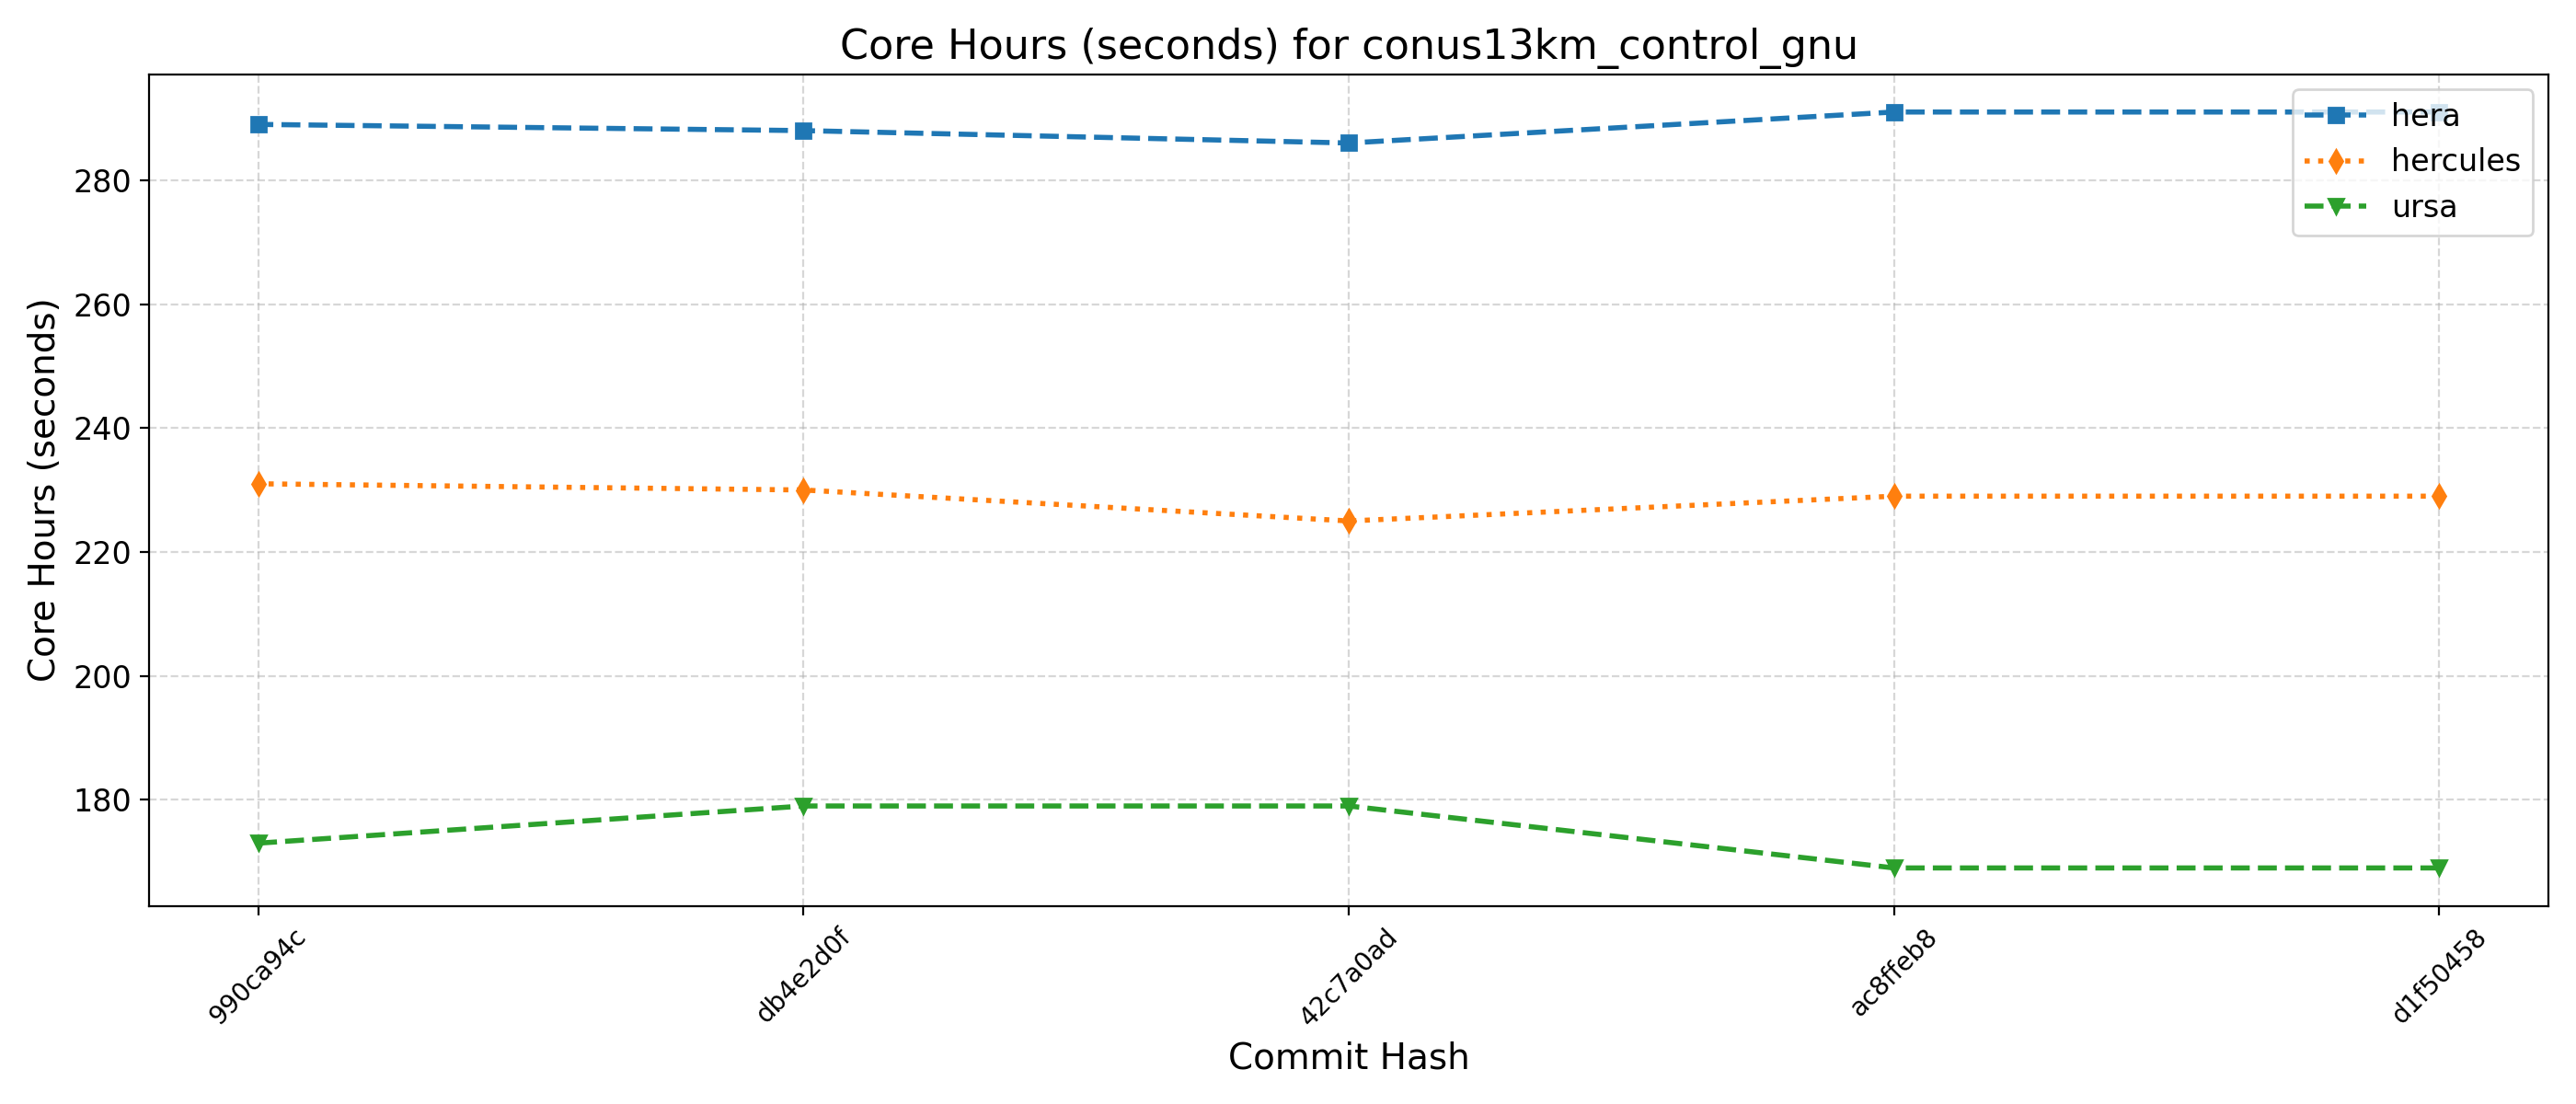 Core Hours (seconds) for conus13km_control_gnu
hera
hercules
ursa
Core Hours (seconds)
280
260
240
220
200
180
990ca94c
db4e2d0f
42c7a0ad
ac8ffeb8
d1f50458
Commit Hash